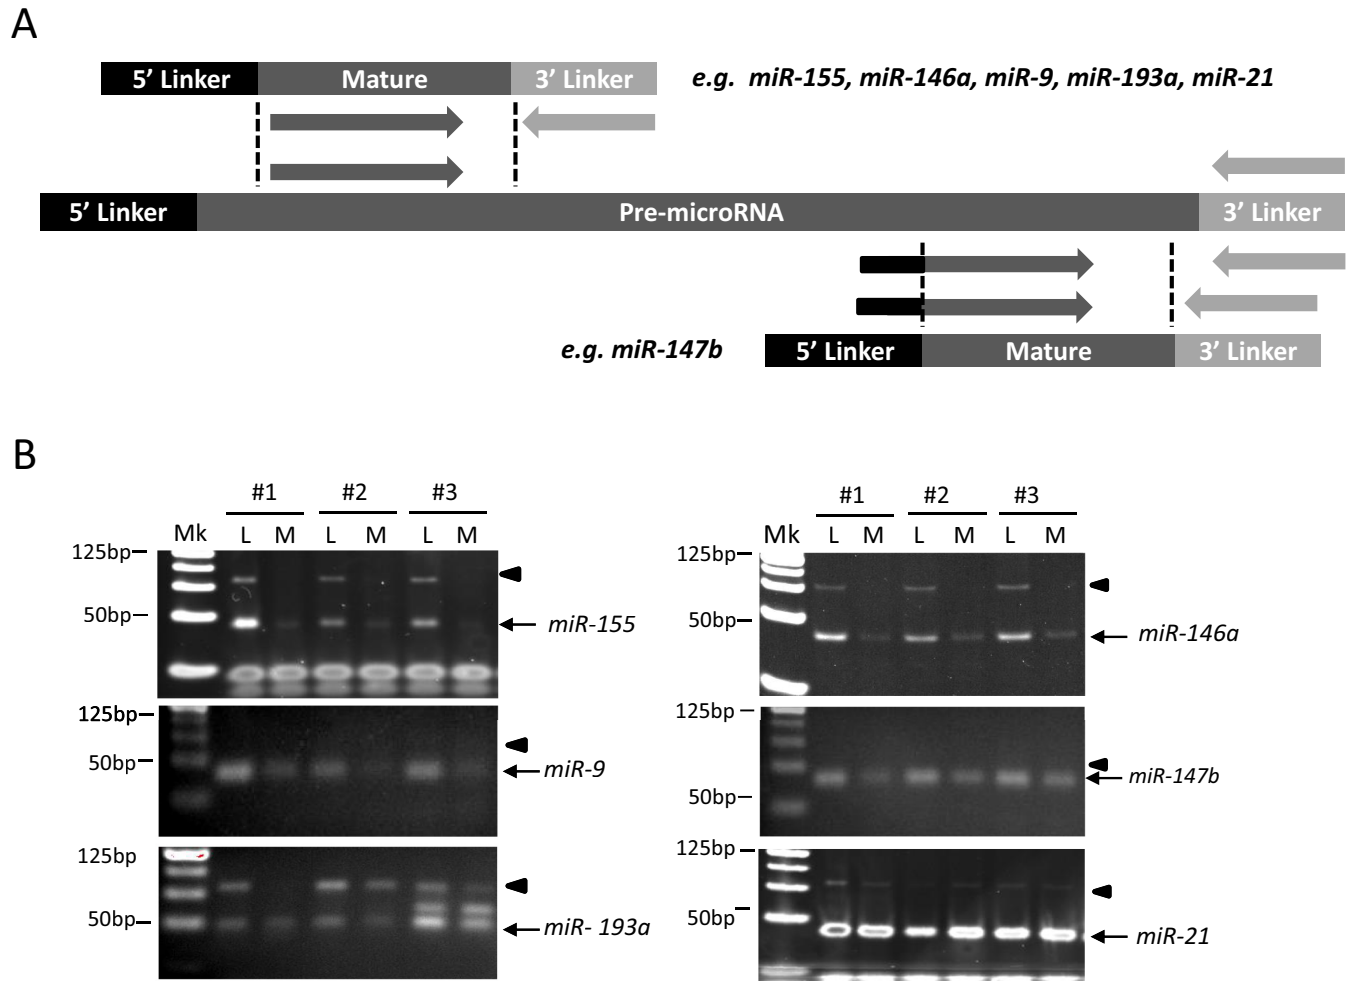 A
5’ Linker Mature 3’ Linker e.g. miR-155, miR-146a, miR-9, miR-193a, miR-21
5’ Linker Pre-microRNA 3’ Linker
e.g. miR-147b 5’ Linker Mature 3’ Linker
B
#1 #2 #3
Mk L M L M L M
125bp
50bp
miR-155
125bp
50bp
miR-9
125bp
50bp
miR- 193a
#1 #2 #3
Mk L M L M L M
125bp
50bp
miR-146a
125bp
miR-147b
50bp
125bp
50bp
miR-21